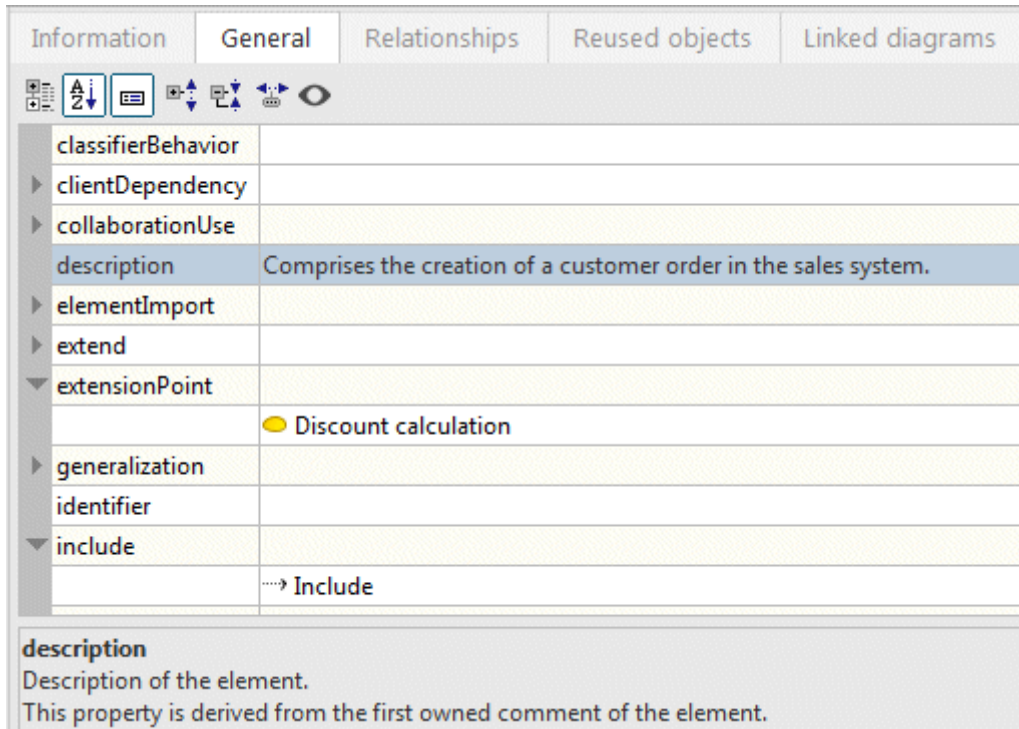 Information General Relationships Reused objects Linked diagrams
A
Z
classifierBehavior
clientDependency
collaborationUse
description Comprises the creation of a customer order in the sales system.
elementImport
extend
extensionPoint
Discount calculation
generalization
identifier
include
Include
description
Description of the element.
This property is derived from the first owned comment of the element.